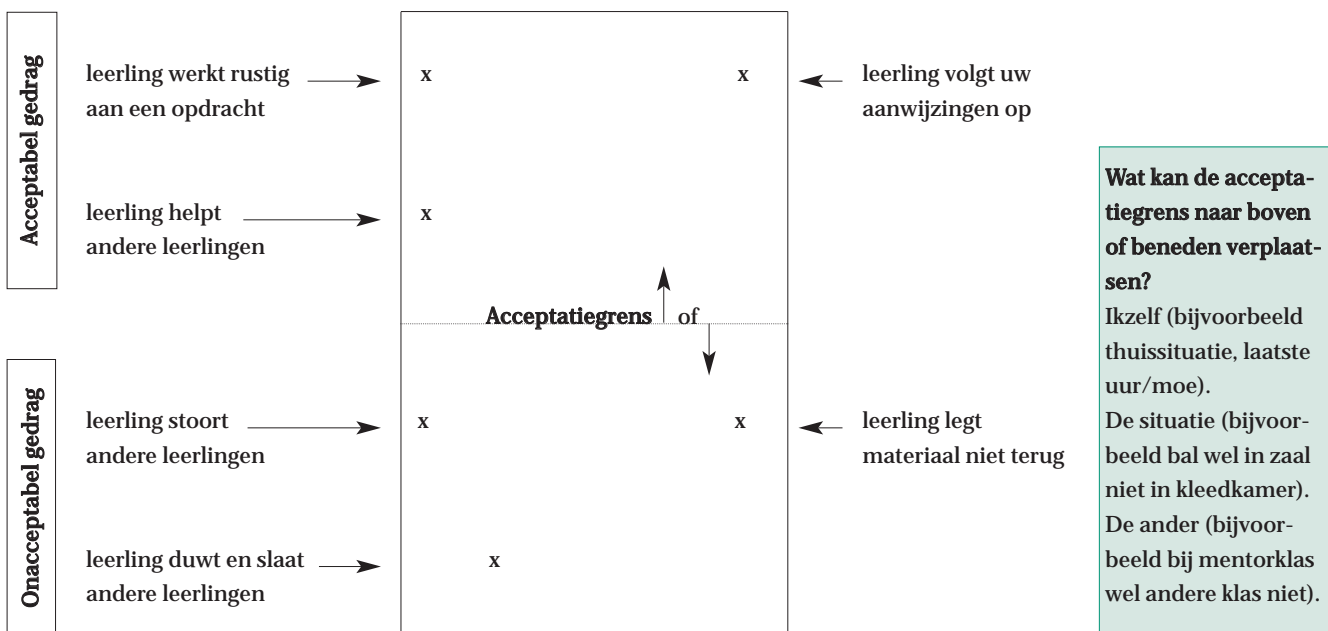 Acceptabel gedrag
leerling werkt rustig
aan een opdracht
x
x
leerling volgt uw
aanwijzingen op
leerling helpt
andere leerlingen
x
Acceptatiegrens of
Onacceptabel gedrag
leerling stoort
andere leerlingen
x
x
leerling legt
materiaal niet terug
leerling duwt en slaat
andere leerlingen
x
Wat kan de accepta-
tiegrens naar boven
of beneden verplaat-
sen?
Ikzelf (bijvoorbeeld
thuissituatie, laatste
uur/moe).
De situatie (bijvoor-
beeld bal wel in zaal
niet in kleedkamer).
De ander (bijvoor-
beeld bij mentorklas
wel andere klas niet).